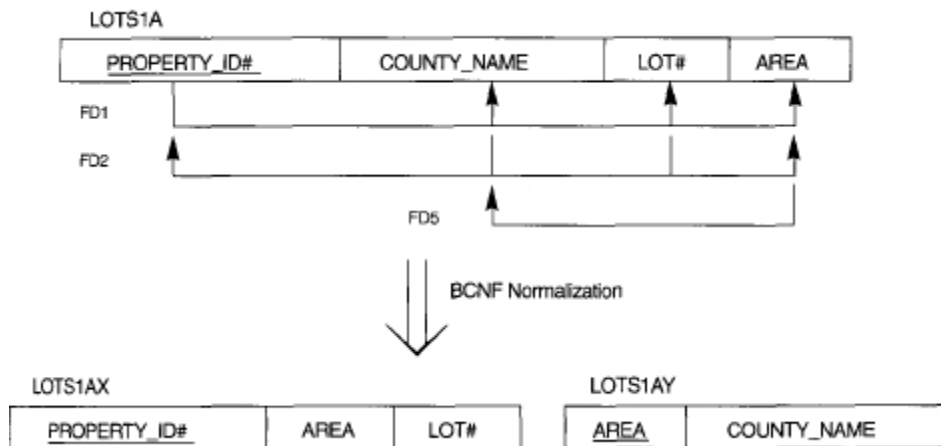 LOTS1A
PROPERTY_ID# COUNTY_NAME LOT# AREA
FD1
FD2
FD5
BCNF Normalization
LOTS1AX LOTS1AY
PROPERTY_ID# AREA LOT# AREA COUNTY_NAME